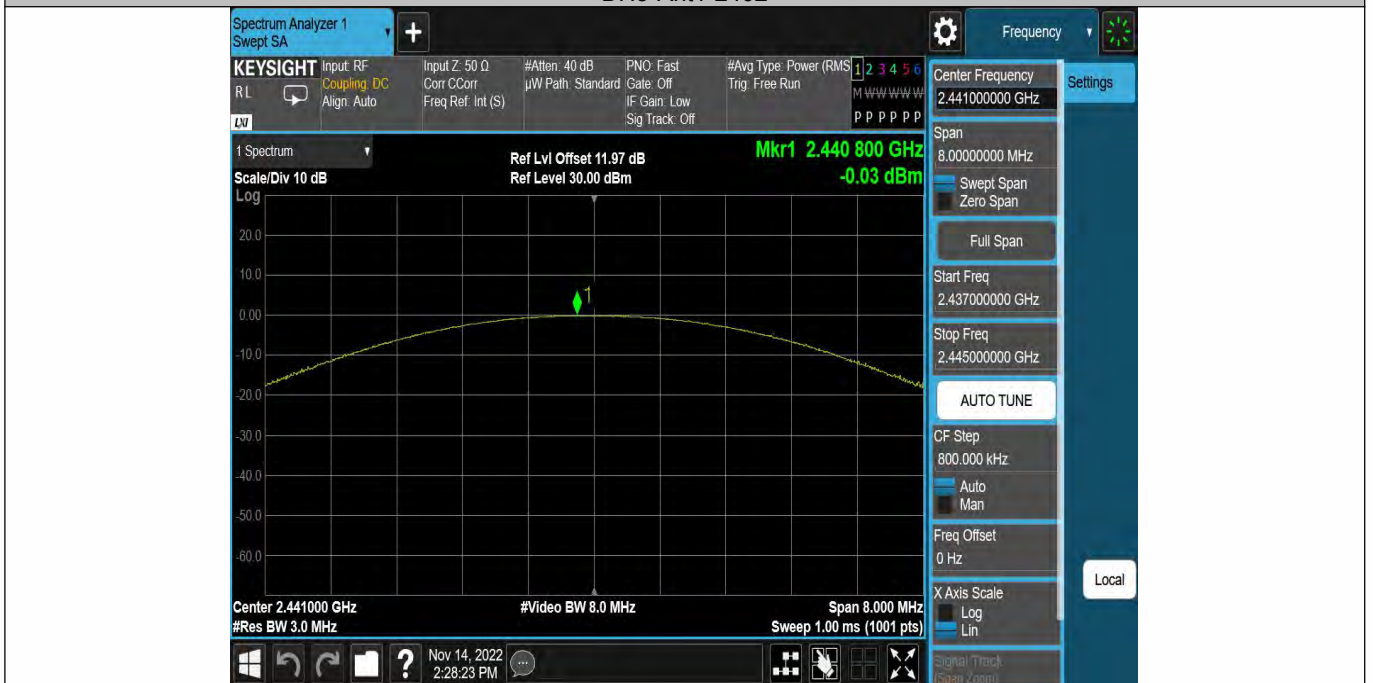 Spectrum Analyzer 1
Swept SA
Frequency
KEYSIGHT
RL
LXI
Input: RF
Coupling: DC
Align: Auto
Input Z: 50 Ω
Corr CCorr
Freq Ref: Int (S)
#Atten: 40 dB
µW Path: Standard
PNO: Fast
Gate: Off
IF Gain: Low
Sig Track: Off
#Avg Type: Power (RMS
Trig: Free Run
1 2 3 4 5 6
M W W W W W
P P P P P P
1 Spectrum
Scale/Div 10 dB
Log
Ref Lvl Offset 11.97 dB
Ref Level 30.00 dBm
Mkr1 2.440 800 GHz
-0.03 dBm
20.0
10.0
0.00
-10.0
-20.0
-30.0
-40.0
-50.0
-60.0
1
Center 2.441000 GHz
#Res BW 3.0 MHz
#Video BW 8.0 MHz
Span 8.000 MHz
Sweep 1.00 ms (1001 pts)
Nov 14, 2022
2:28:23 PM
Center Frequency
2.441000000 GHz
Settings
Span
8.00000000 MHz
Swept Span
Zero Span
Full Span
Start Freq
2.437000000 GHz
Stop Freq
2.445000000 GHz
AUTO TUNE
CF Step
800.000 kHz
Auto
Man
Freq Offset
0 Hz
X Axis Scale
Log
Lin
Local
Signal Track
(Span Zoom)